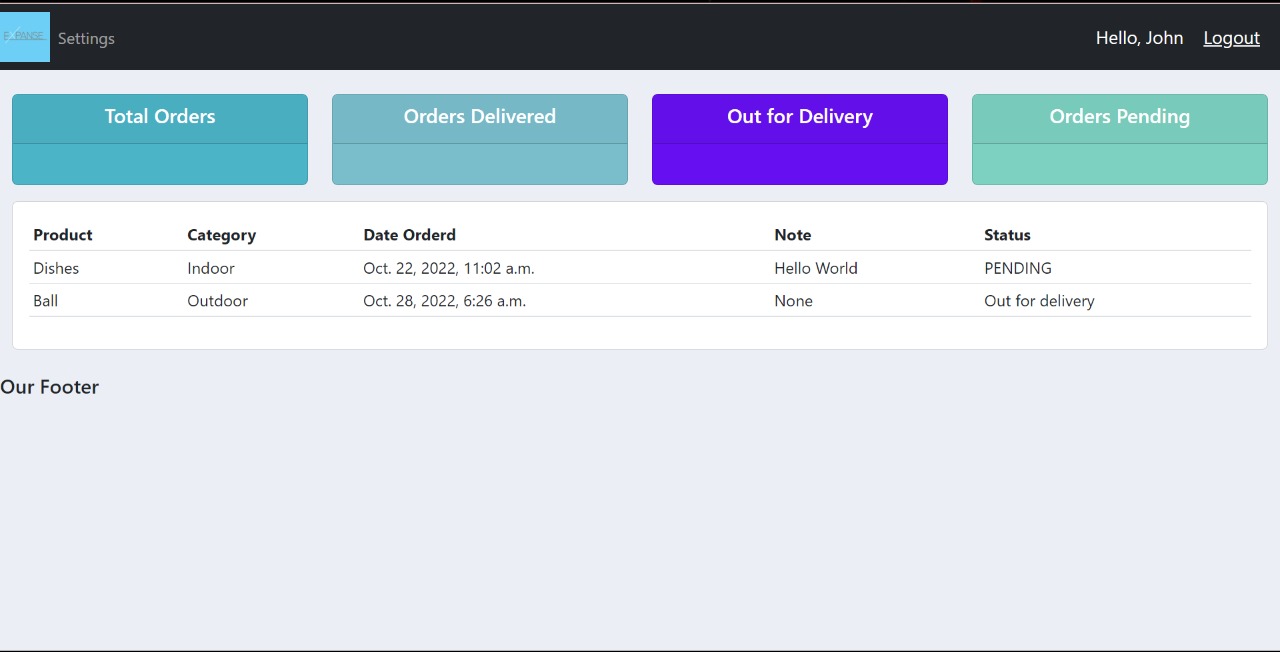 EXPANSE Settings Hello, John Logout
Total Orders Orders Delivered Out for Delivery Orders Pending
Product Category Date Orderd Note Status
Dishes Indoor Oct. 22, 2022, 11:02 a.m. Hello World PENDING
Ball Outdoor Oct. 28, 2022, 6:26 a.m. None Out for delivery
Our Footer